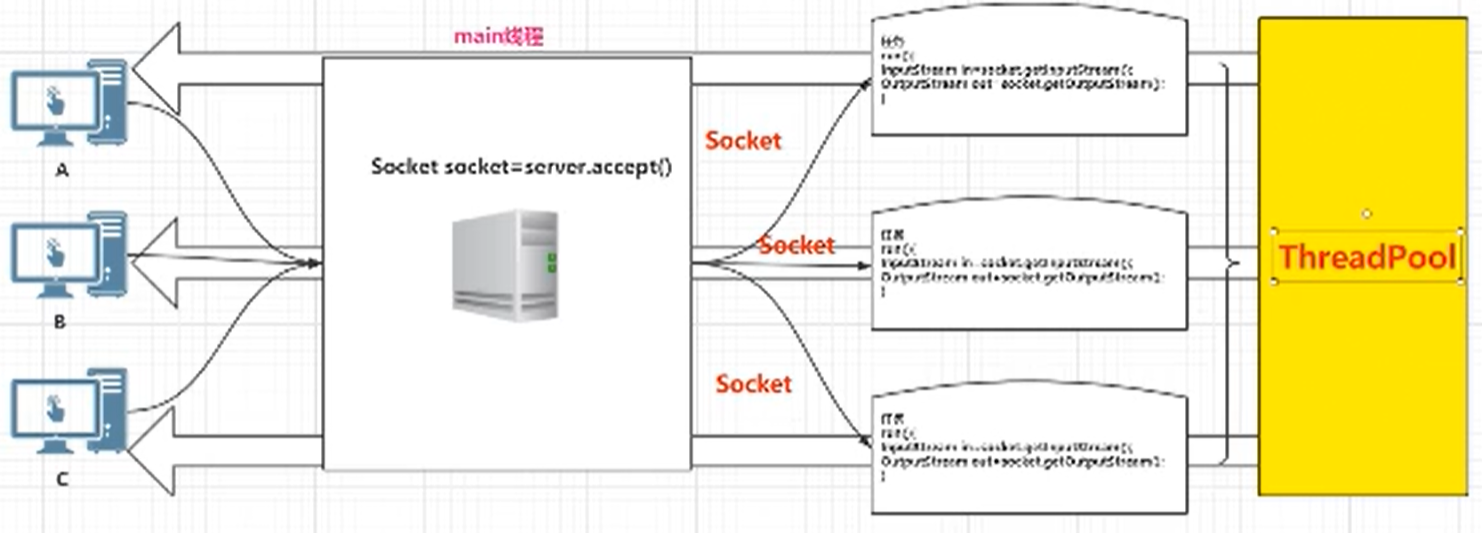 main线程
任务
run(){
InputStream in=socket.getInputStream();
OutputStream out=socket.getOutputStream();
}
Socket
Socket socket=server.accept()
A
任务
run(){
InputStream in=socket.getInputStream();
OutputStream out=socket.getOutputStream();
}
Socket
ThreadPool
B
Socket
任务
run(){
InputStream in=socket.getInputStream();
OutputStream out=socket.getOutputStream();
}
C